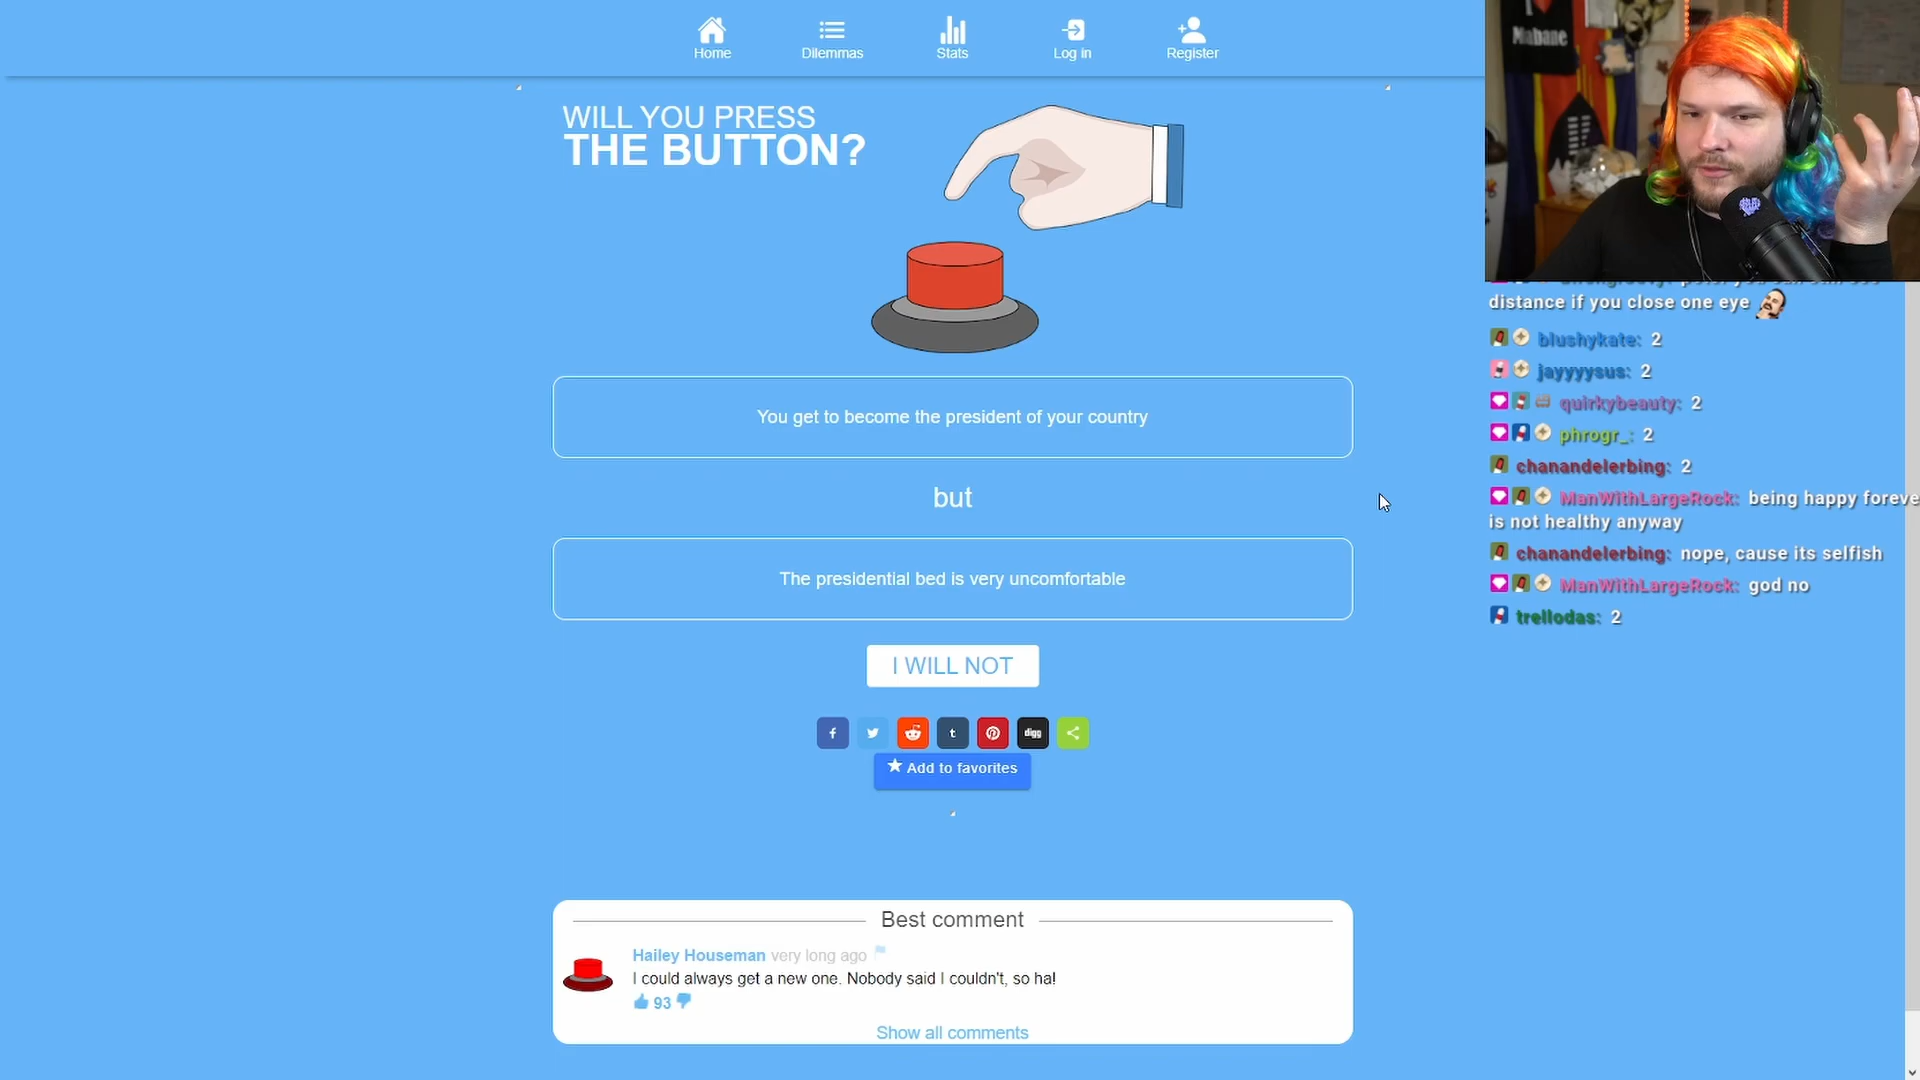 Home
Dilemmas
Stats
Log in
Register
WILL YOU PRESS
THE BUTTON?
You get to become the president of your country
but
The presidential bed is very uncomfortable
I WILL NOT
digg
Add to favorites
Best comment
Hailey Houseman very long ago
I could always get a new one. Nobody said I couldn't, so ha!
93
Show all comments
distance if you close one eye
blushykate: 2
jayyyysus: 2
quirkybeauty: 2
phrogr_: 2
chanandelerbing: 2
ManWithLargeRock: being happy foreve
is not healthy anyway
chanandelerbing: nope, cause its selfish
ManWithLargeRock: god no
trellodas: 2